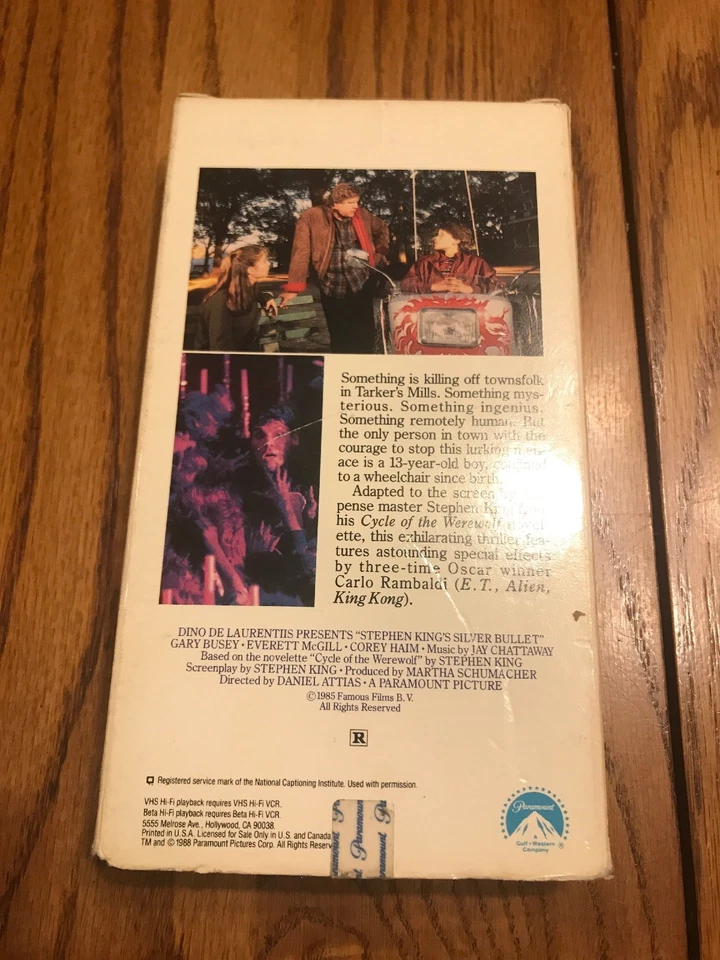 Something is killing off townsfolk
in Tarker's Mills. Something mys-
terious. Something ingenius.
Something remotely human. But
the only person in town with the
courage to stop this lurking men-
ace is a 13-year-old boy,
to a wheelchair since birth.
Adapted to the screen by
pense master Stephen King from
his Cycle of the Werewolf
ette, this exhilarating thriller fea-
tures astounding special effects
by three-time Oscar winner
Carlo Rambaldi (E.T., Alien,
King Kong).
DINO DE LAURENTIIS PRESENTS "STEPHEN KING'S SILVER BULLET"
GARY BUSEY • EVERETT McGILL • COREY HAIM • Music by JAY CHATTAWAY
Based on the novelette "Cycle of the Werewolf" by STEPHEN KING
Screenplay by STEPHEN KING • Produced by MARTHA SCHUMACHER
Directed by DANIEL ATTIAS • A PARAMOUNT PICTURE
©1985 Famous Films B.V.
All Rights Reserved
R
Registered service mark of the National Captioning Institute. Used with permission.
VHS Hi-Fi playback requires VHS Hi-Fi VCR.
Beta Hi-Fi playback requires Beta Hi-Fi VCR.
5555 Melrose Ave., Hollywood, CA 90038.
Printed in U.S.A. Licensed for Sale Only in U.S. and Canada
TM and © 1988 Paramount Pictures Corp. All Rights Reserv
Paramount
Paramount
A
Gulf+Western
Company
®